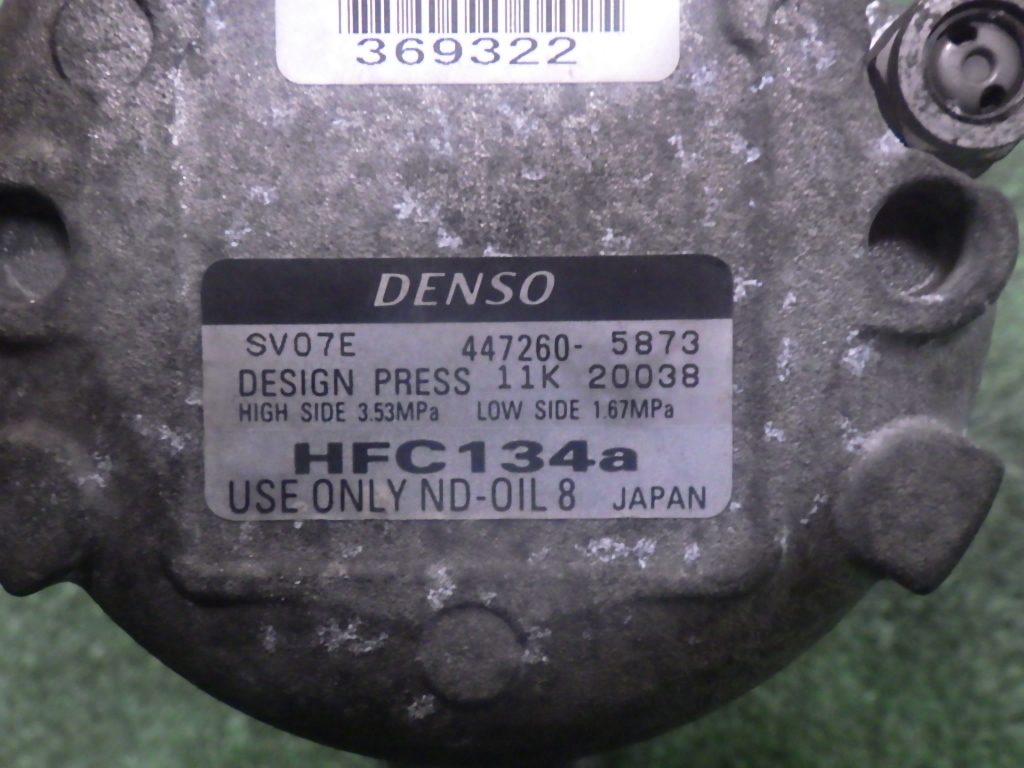 369322
DENSO
SV07E 447260- 5873
DESIGN PRESS 11K 20038
HIGH SIDE 3.53MPa LOW SIDE 1.67MPa
HFC134a
USE ONLY ND-OIL 8 JAPAN